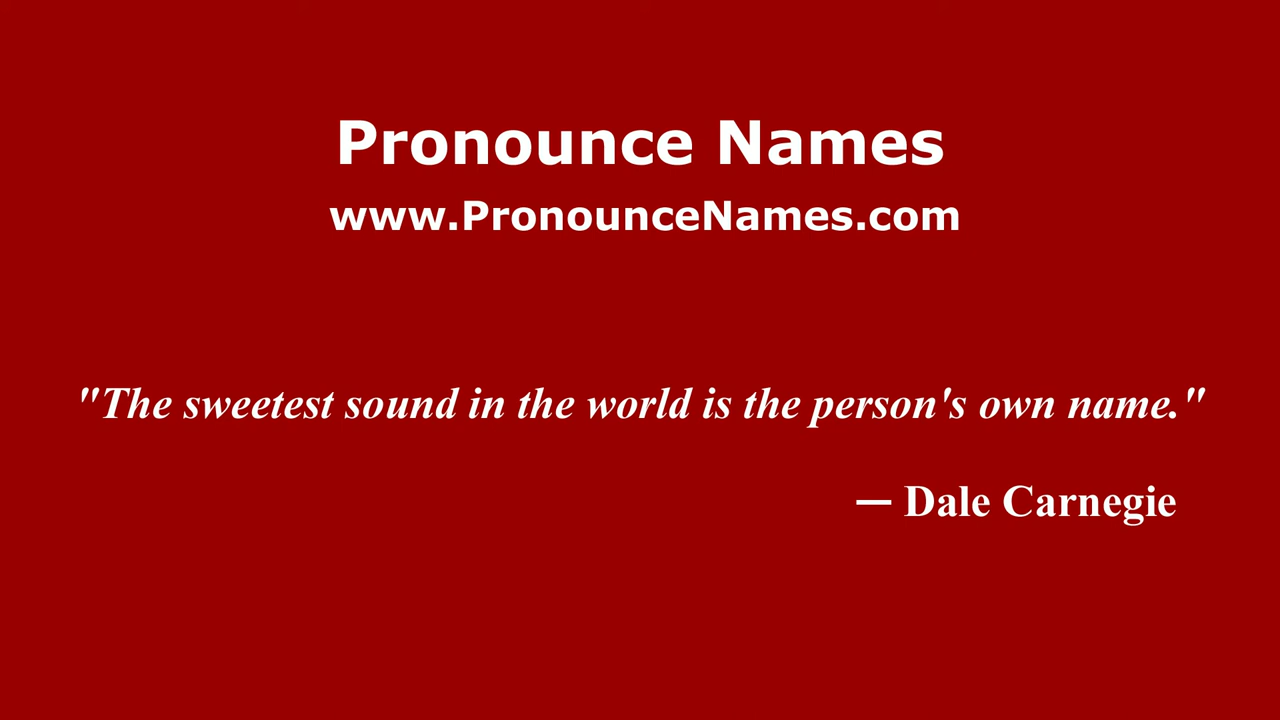 Pronounce Names
www.PronounceNames.com
"The sweetest sound in the world is the person's own name."
— Dale Carnegie